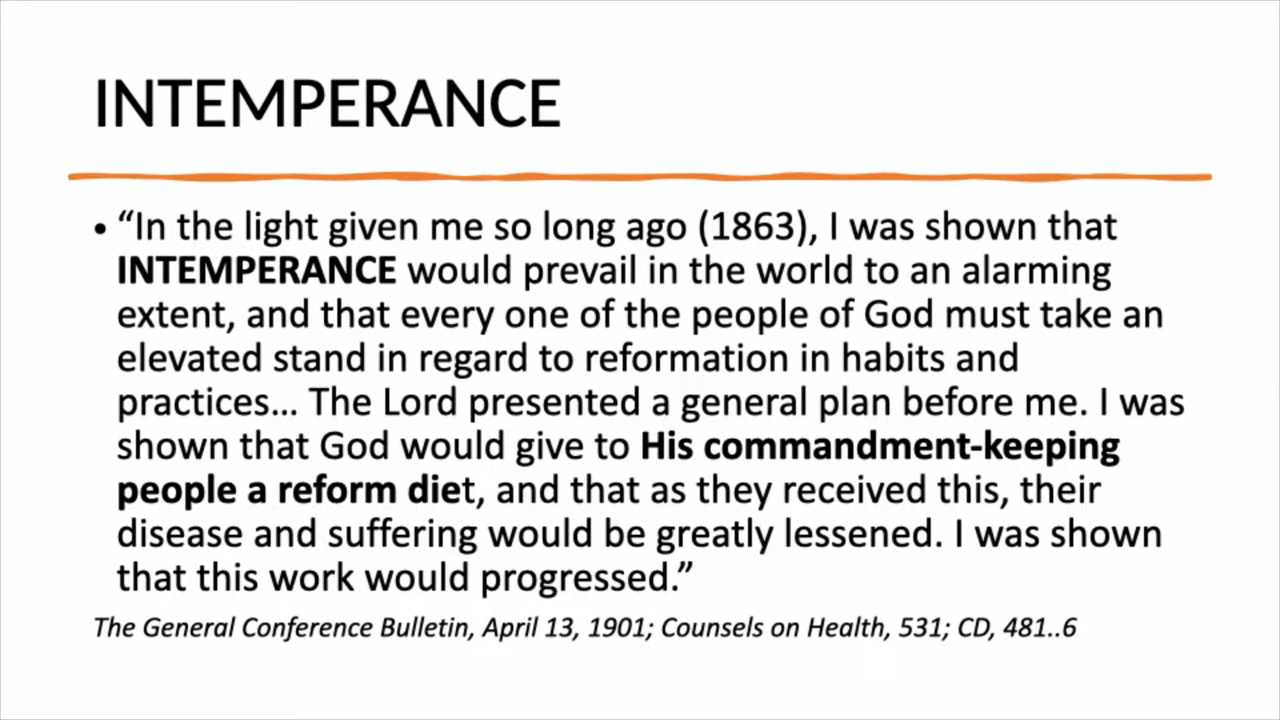 INTEMPERANCE
• “In the light given me so long ago (1863), I was shown that
INTEMPERANCE would prevail in the world to an alarming
extent, and that every one of the people of God must take an
elevated stand in regard to reformation in habits and
practices… The Lord presented a general plan before me. I was
shown that God would give to His commandment-keeping
people a reform diet, and that as they received this, their
disease and suffering would be greatly lessened. I was shown
that this work would progressed.”
The General Conference Bulletin, April 13, 1901; Counsels on Health, 531; CD, 481..6